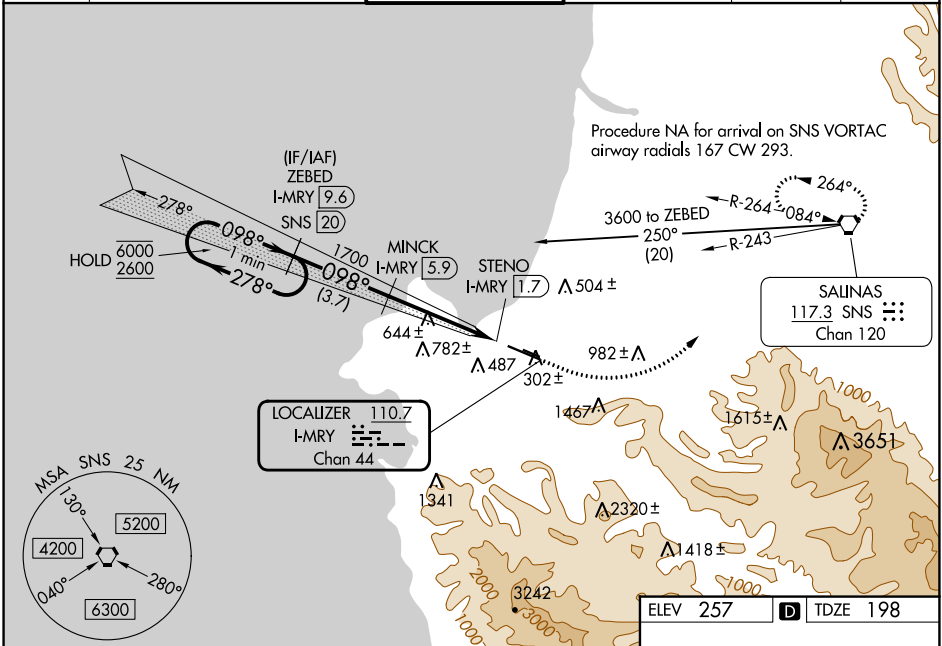 Procedure NA for arrival on SNS VORTAC
airway radials 167 CW 293.
(IF/IAF)
ZEBED
I-MRY 9.6
SNS 20
264°
R-264
084°
3600 to ZEBED
250°
(20)
R-243
278°
098°
1 min
278°
HOLD 6000
2600
1700
098°
(3.7)
MINCK
I-MRY 5.9
STENO
I-MRY 1.7
504 ±
SALINAS
117.3 SNS
Chan 120
644 ±
782±
487
302±
982±
1000
LOCALIZER 110.7
I-MRY
Chan 44
1467
1615±
3651
1341
2320±
1418±
MSA SNS 25 NM
130°
5200
4200
040°
280°
6300
2000
3242
3000
1000
1000
1000
ELEV 257 D TDZE 198